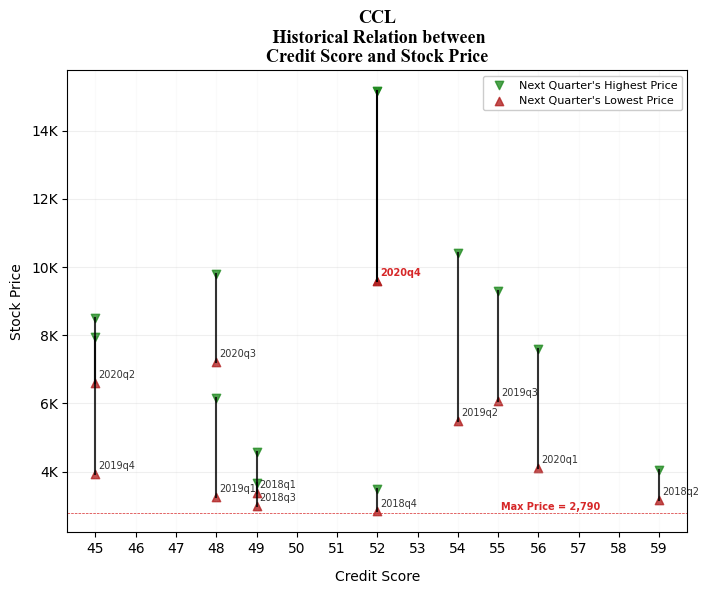 CCL
Historical Relation between
Credit Score and Stock Price
Next Quarter's Highest Price
Next Quarter's Lowest Price
Stock Price
14K
12K
10K
8K
6K
4K
2020q4
2020q3
2020q2
2019q3
2019q2
2020q1
2019q4
2019q1
2018q1
2018q2
2018q3
2018q4
Max Price = 2,790
45 46 47 48 49 50 51 52 53 54 55 56 57 58 59
Credit Score